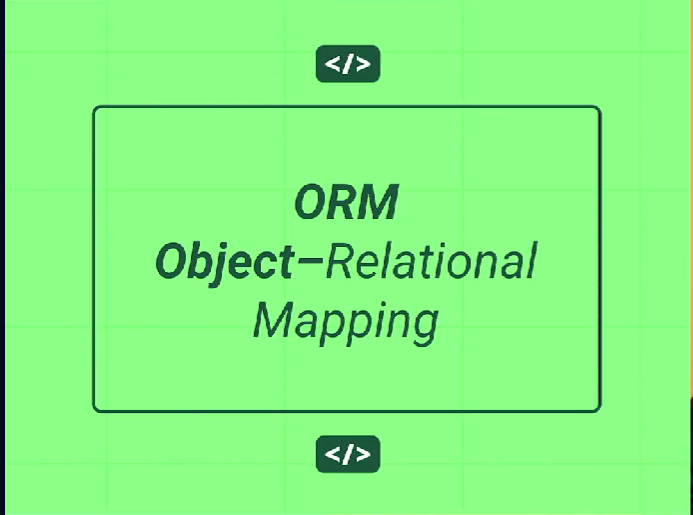 </>
ORM
Object–Relational
Mapping
</>